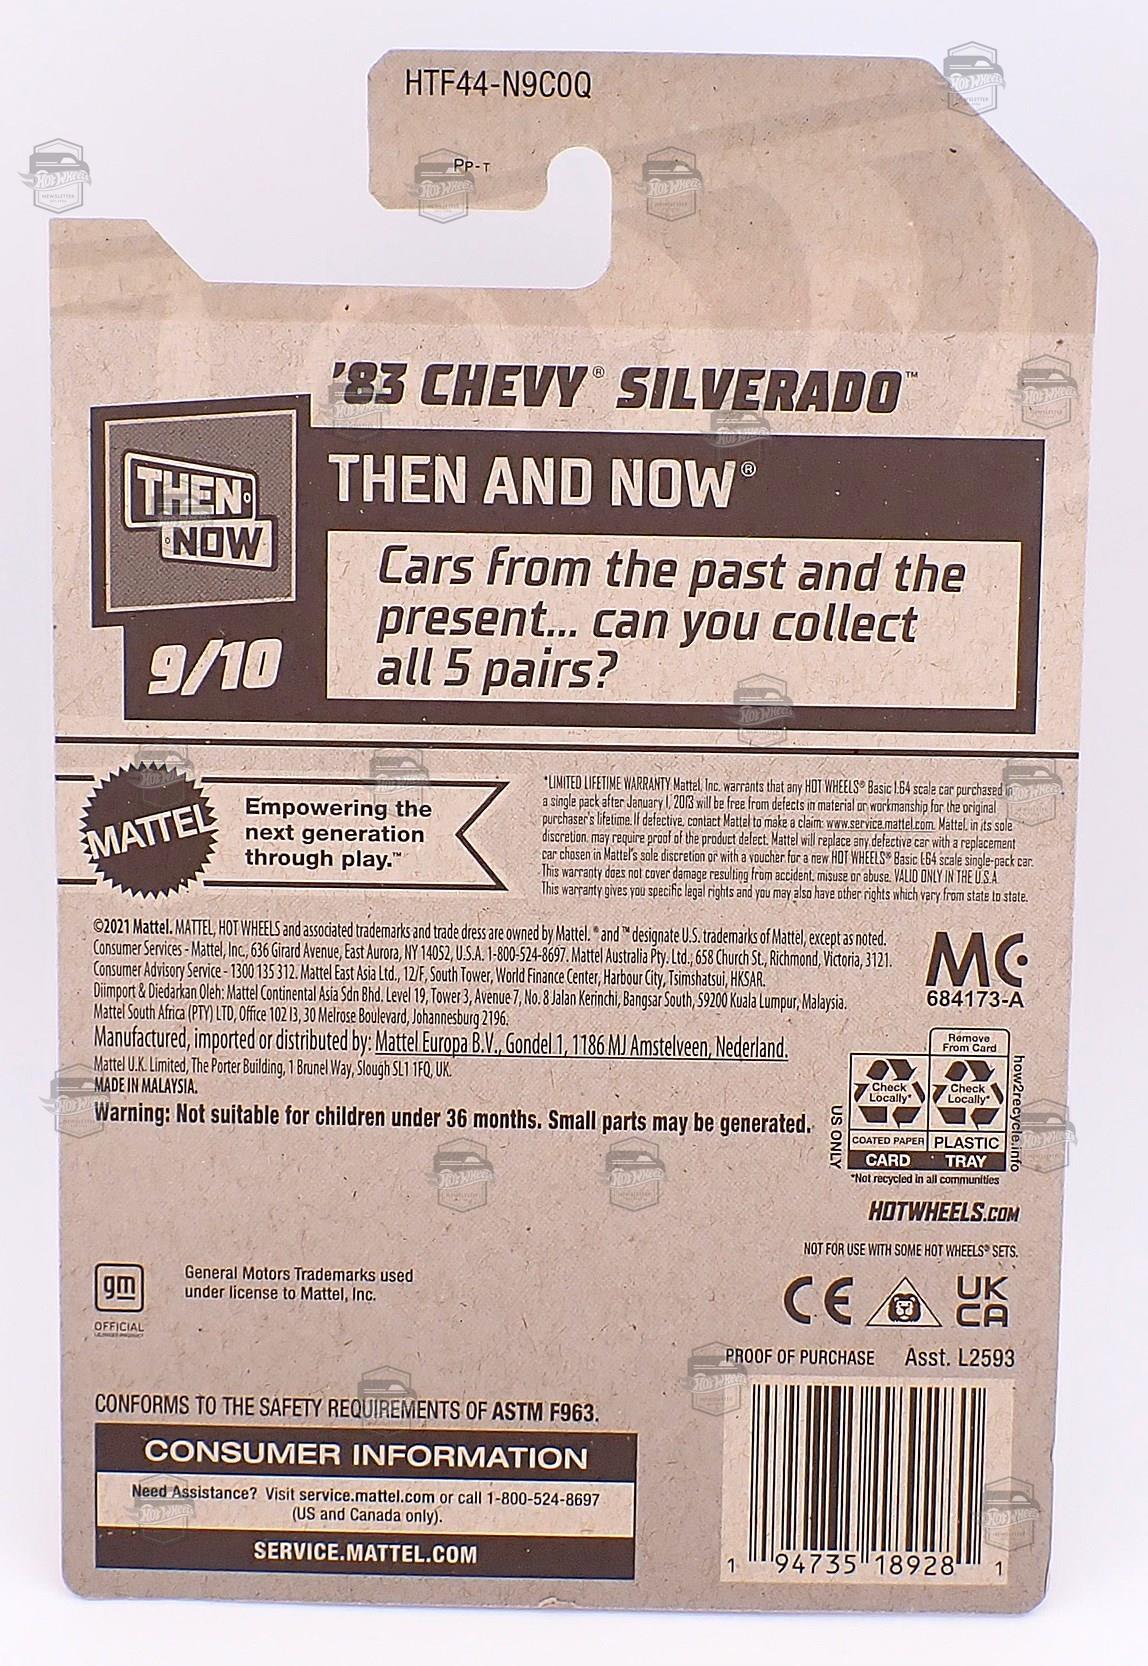 HTF44-N9C0Q
PP-T
'83 CHEVY® SILVERADO™
THEN AND NOW®
THEN
NOW
Cars from the past and the
present... can you collect
all 5 pairs?
9/10
MATTEL
Empowering the
next generation
through play.™
*LIMITED LIFETIME WARRANTY Mattel, Inc. warrants that any HOT WHEELS® Basic 1:64 scale car purchased in
a single pack after January 1, 2013 will be free from defects in material or workmanship for the original
purchaser's lifetime. If defective, contact Mattel to make a claim: www.service.mattel.com. Mattel, in its sole
discretion, may require proof of the product defect. Mattel will replace any defective car with a replacement
car chosen in Mattel's sole discretion or with a voucher for a new HOT WHEELS® Basic 1:64 scale single-pack car.
This warranty does not cover damage resulting from accident, misuse or abuse. VALID ONLY IN THE U.S.A.
This warranty gives you specific legal rights and you may also have other rights which vary from state to state.
©2021 Mattel. MATTEL, HOT WHEELS and associated trademarks and trade dress are owned by Mattel. ® and ™ designate U.S. trademarks of Mattel, except as noted.
Consumer Services - Mattel, Inc., 636 Girard Avenue, East Aurora, NY 14052, U.S.A. 1-800-524-8697. Mattel Australia Pty. Ltd., 658 Church St., Richmond, Victoria, 3121.
Consumer Advisory Service - 1300 135 312. Mattel East Asia Ltd., 12/F, South Tower, World Finance Center, Harbour City, Tsimshatsui, HKSAR.
Diimport & Diedarkan Oleh: Mattel Continental Asia Sdn Bhd. Level 19, Tower 3, Avenue 7, No. 8 Jalan Kerinchi, Bangsar South, 59200 Kuala Lumpur, Malaysia.
Mattel South Africa (PTY) LTD, Office 102 I3, 30 Melrose Boulevard, Johannesburg 2196.
Manufactured, imported or distributed by: Mattel Europa B.V., Gondel 1, 1186 MJ Amstelveen, Nederland.
Mattel U.K. Limited, The Porter Building, 1 Brunel Way, Slough SL1 1FQ, UK.
MADE IN MALAYSIA.
Warning: Not suitable for children under 36 months. Small parts may be generated.
MC
684173-A
Remove
From Card
Check
Locally*
Check
Locally*
COATED PAPER
PLASTIC
CARD
TRAY
US ONLY
how2recycle.info
*Not recycled in all communities
HOTWHEELS.COM
NOT FOR USE WITH SOME HOT WHEELS® SETS.
gm
OFFICIAL
General Motors Trademarks used
under license to Mattel, Inc.
CE
UK
CA
PROOF OF PURCHASE Asst. L2593
CONFORMS TO THE SAFETY REQUIREMENTS OF ASTM F963.
CONSUMER INFORMATION
Need Assistance? Visit service.mattel.com or call 1-800-524-8697
(US and Canada only).
SERVICE.MATTEL.COM
1 94735 18928 1